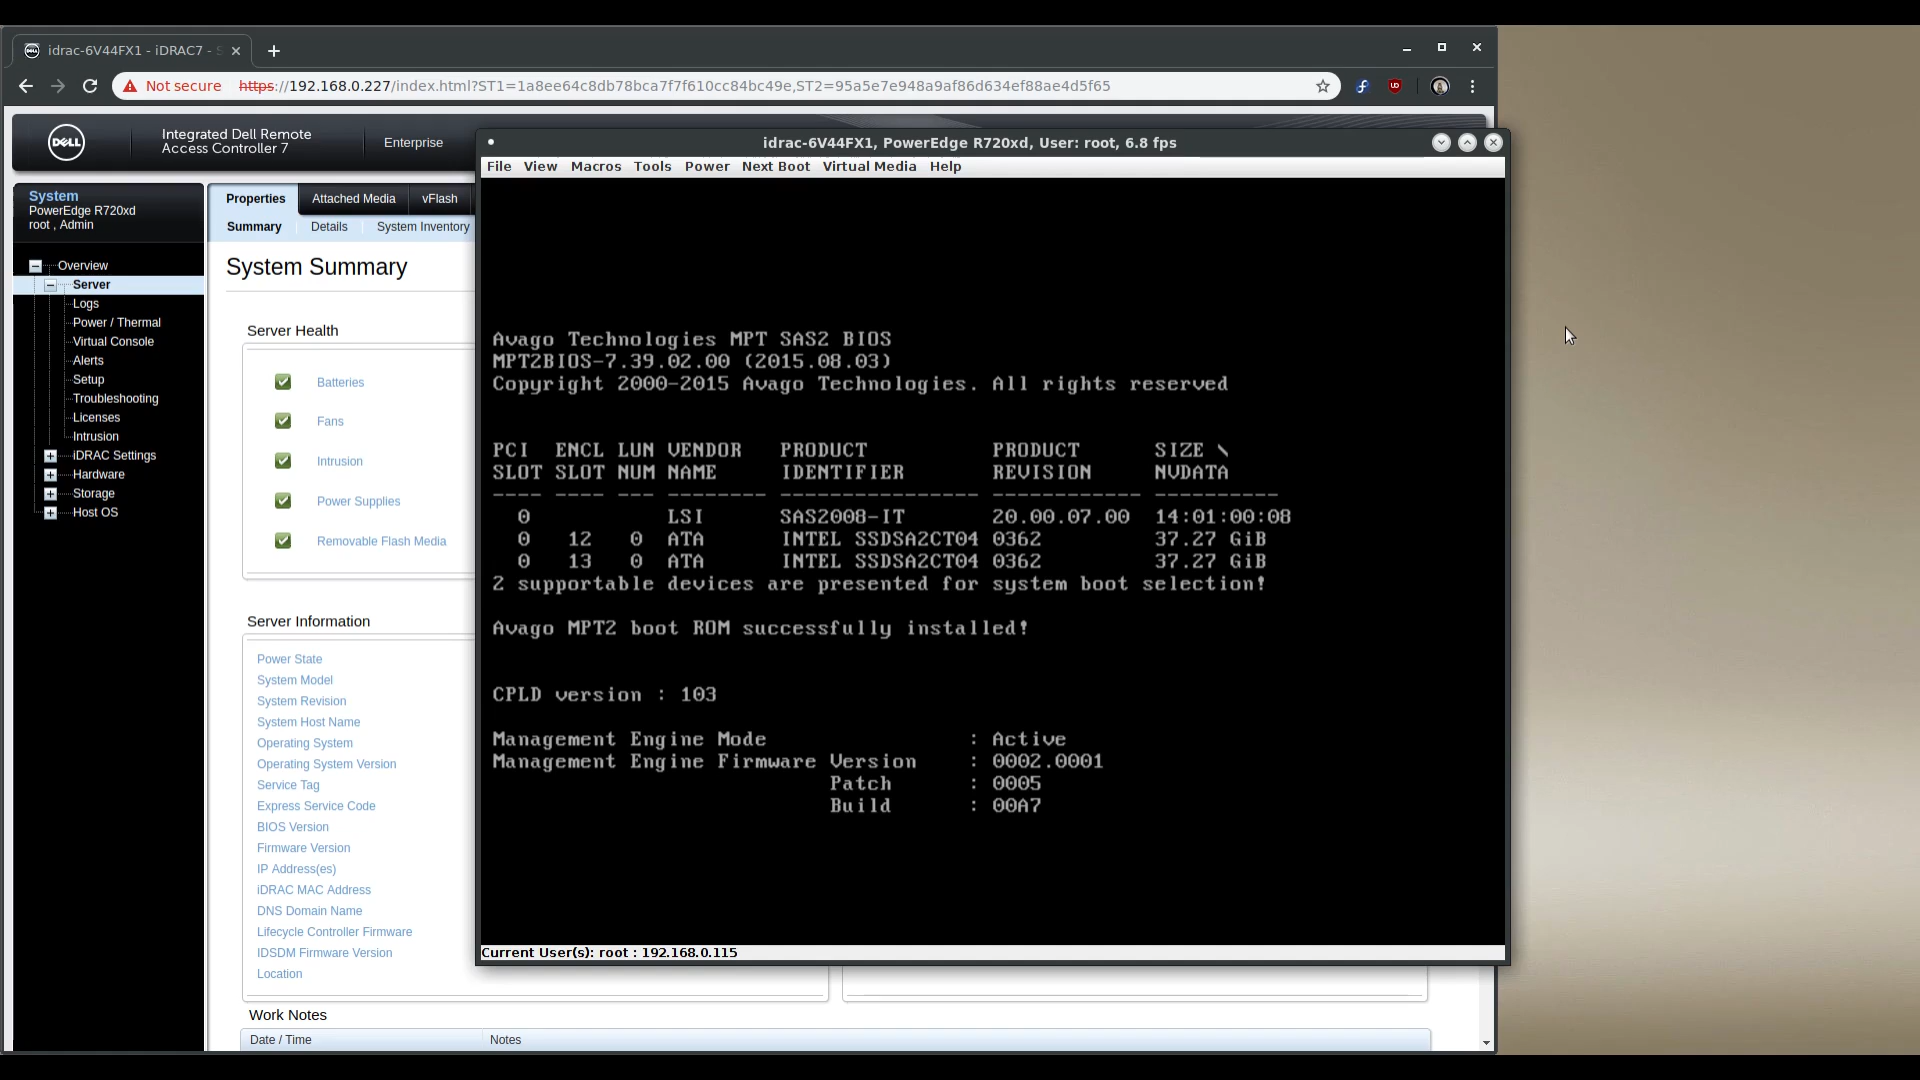 idrac-6V44FX1 - iDRAC7 - S
Not secure
https://192.168.0.227/index.html?ST1=1a8ee64c8db78bca7f7f610cc84bc49e,ST2=95a5e7e948a9af86d634ef88ae4d5f65
DELL
Integrated Dell Remote
Access Controller 7
Enterprise
System
PowerEdge R720xd
root , Admin
Overview
Server
Logs
Power / Thermal
Virtual Console
Alerts
Setup
Troubleshooting
Licenses
Intrusion
iDRAC Settings
Hardware
Storage
Host OS
Properties
Attached Media
vFlash
Summary
Details
System Inventory
System Summary
Server Health
Batteries
Fans
Intrusion
Power Supplies
Removable Flash Media
Server Information
Power State
System Model
System Revision
System Host Name
Operating System
Operating System Version
Service Tag
Express Service Code
BIOS Version
Firmware Version
IP Address(es)
iDRAC MAC Address
DNS Domain Name
Lifecycle Controller Firmware
IDSDM Firmware Version
Location
Work Notes
Date / Time Notes
idrac-6V44FX1, PowerEdge R720xd, User: root, 6.8 fps
File View Macros Tools Power Next Boot Virtual Media Help
Avago Technologies MPT SAS2 BIOS
MPT2BIOS-7.39.02.00 (2015.08.03)
Copyright 2000-2015 Avago Technologies. All rights reserved
PCI ENCL LUN VENDOR PRODUCT PRODUCT SIZE \
SLOT SLOT NUM NAME IDENTIFIER REVISION NVDATA
---- ---- --- -------- ---------------- ------------ ----------
0 LSI SAS2008-IT 20.00.07.00 14:01:00:08
0 12 0 ATA INTEL SSDSA2CT04 0362 37.27 GiB
0 13 0 ATA INTEL SSDSA2CT04 0362 37.27 GiB
2 supportable devices are presented for system boot selection!
Avago MPT2 boot ROM successfully installed!
CPLD version : 103
Management Engine Mode : Active
Management Engine Firmware Version : 0002.0001
Patch : 0005
Build : 00A7
Current User(s): root : 192.168.0.115